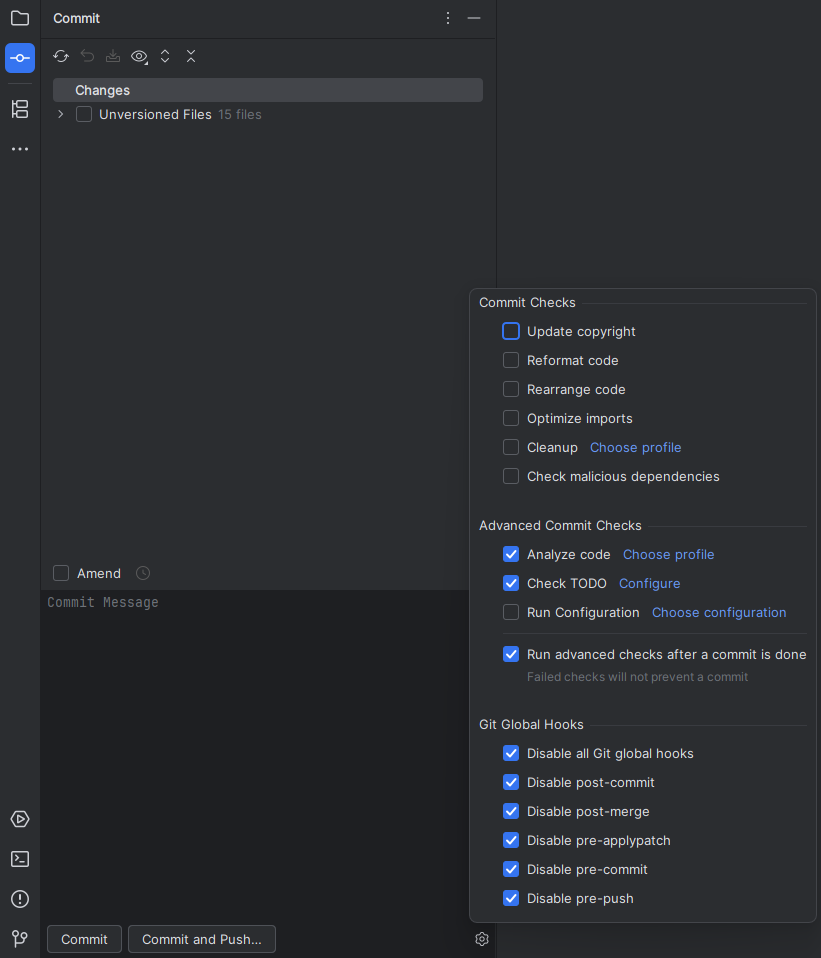 Commit
Changes
Unversioned Files 15 files
Commit Checks
Update copyright
Reformat code
Rearrange code
Optimize imports
Cleanup Choose profile
Check malicious dependencies
Advanced Commit Checks
Analyze code Choose profile
Check TODO Configure
Run Configuration Choose configuration
Run advanced checks after a commit is done
Failed checks will not prevent a commit
Git Global Hooks
Disable all Git global hooks
Disable post-commit
Disable post-merge
Disable pre-applypatch
Disable pre-commit
Disable pre-push
Amend
Commit Message
Commit Commit and Push...